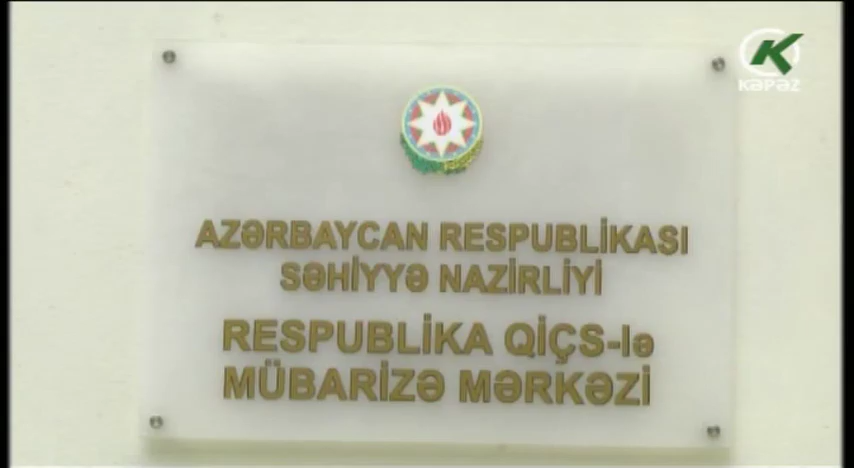 KəPəZ
AZƏRBAYCAN RESPUBLİKASI
SƏHİYYƏ NAZİRLİYİ
RESPUBLİKA QİÇS-lə
MÜBARİZƏ MƏRKƏZİ